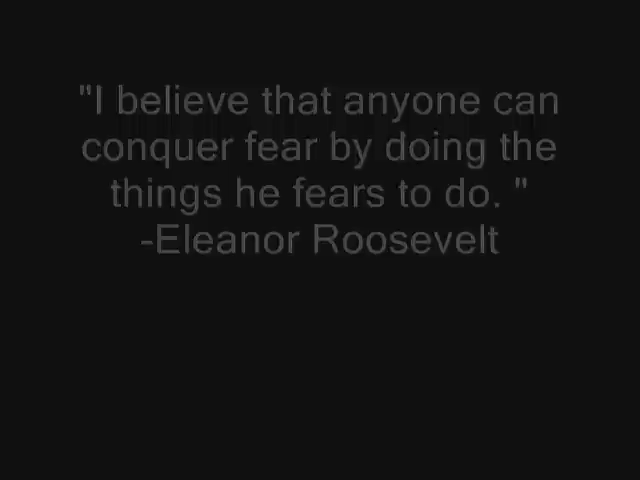 "I believe that anyone can
conquer fear by doing the
things he fears to do. "
-Eleanor Roosevelt